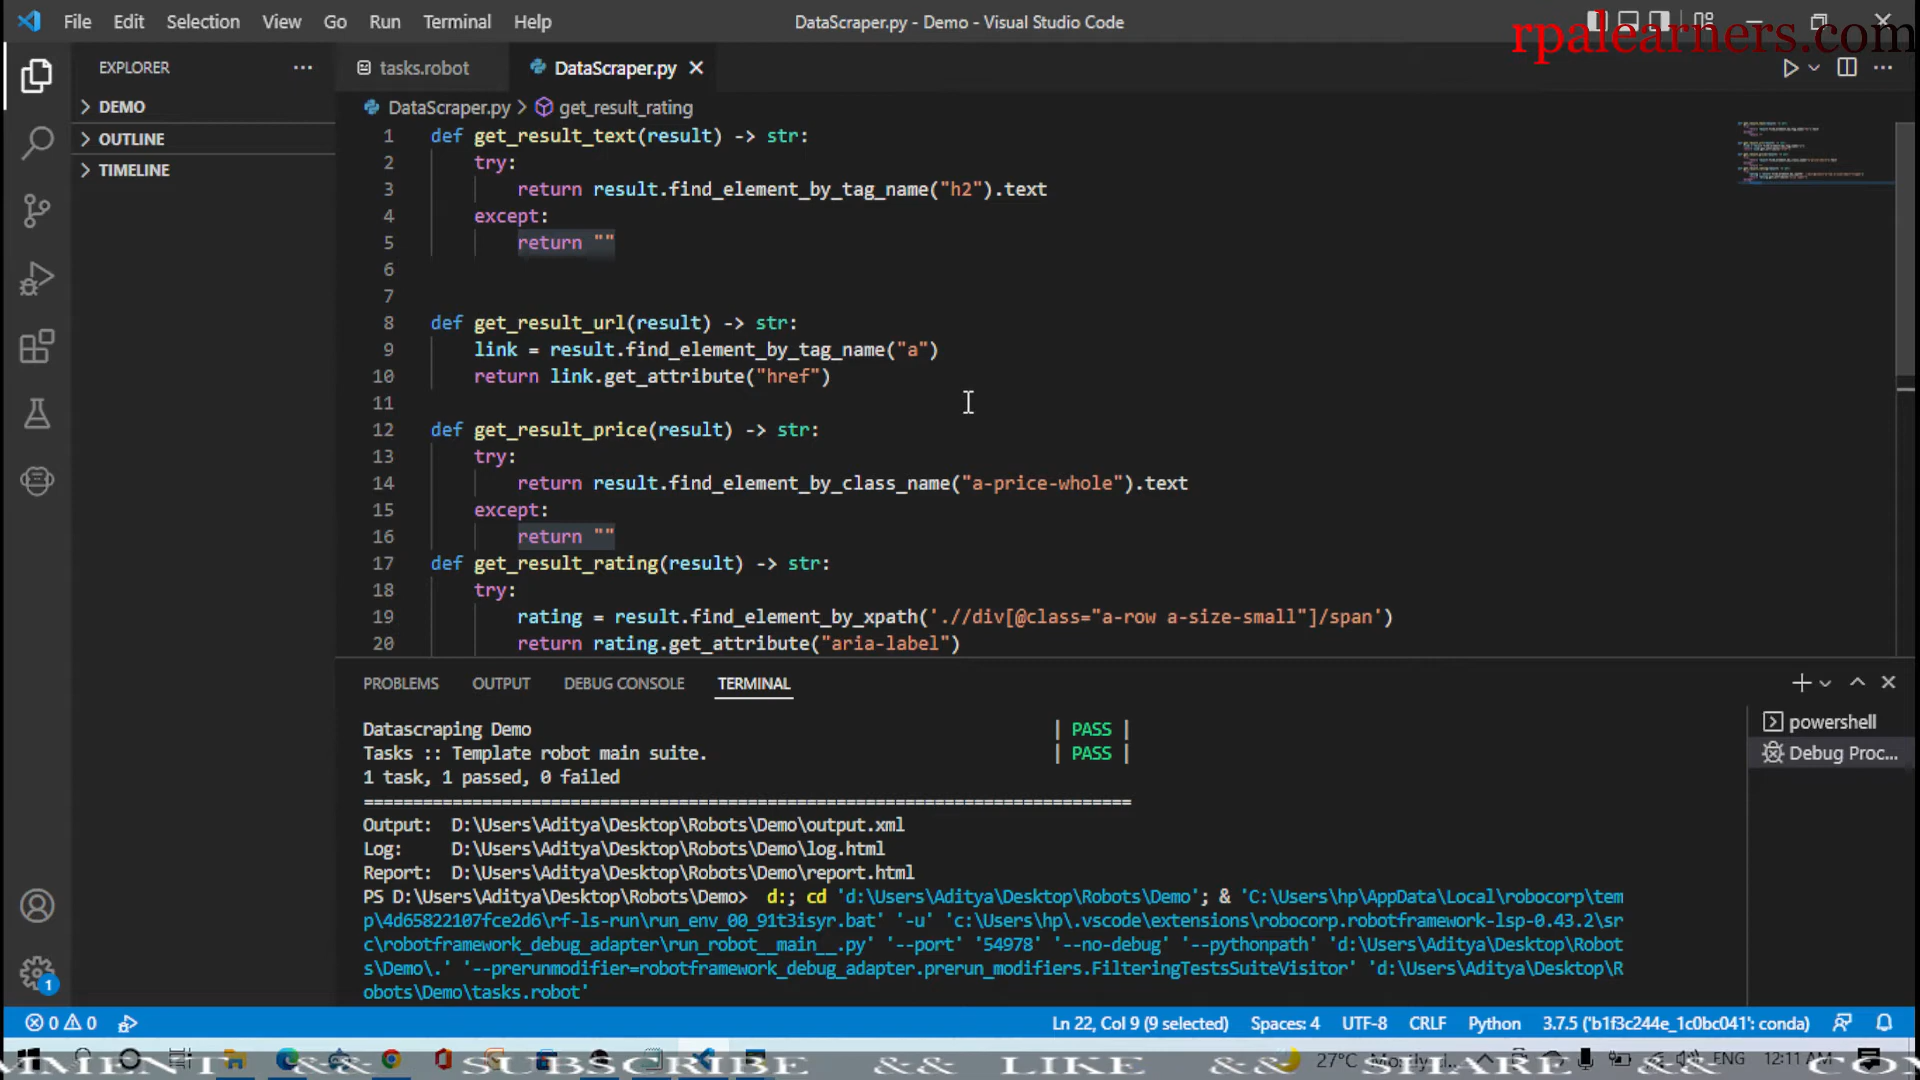 File Edit Selection View Go Run Terminal Help
DataScraper.py - Demo - Visual Studio Code
rpalearners.com
EXPLORER
DEMO
OUTLINE
TIMELINE
tasks.robot
DataScraper.py
DataScraper.py > get_result_rating
1 def get_result_text(result) -> str:
2 try:
3 return result.find_element_by_tag_name("h2").text
4 except:
5 return ""
6
7
8 def get_result_url(result) -> str:
9 link = result.find_element_by_tag_name("a")
10 return link.get_attribute("href")
11
12 def get_result_price(result) -> str:
13 try:
14 return result.find_element_by_class_name("a-price-whole").text
15 except:
16 return ""
17 def get_result_rating(result) -> str:
18 try:
19 rating = result.find_element_by_xpath('.//div[@class="a-row a-size-small"]/span')
20 return rating.get_attribute("aria-label")
PROBLEMS OUTPUT DEBUG CONSOLE TERMINAL
powershell
Debug Proc...
Datascraping Demo | PASS |
Tasks :: Template robot main suite. | PASS |
1 task, 1 passed, 0 failed
==============================================================================
Output: D:\Users\Aditya\Desktop\Robots\Demo\output.xml
Log: D:\Users\Aditya\Desktop\Robots\Demo\log.html
Report: D:\Users\Aditya\Desktop\Robots\Demo\report.html
PS D:\Users\Aditya\Desktop\Robots\Demo> d:; cd 'd:\Users\Aditya\Desktop\Robots\Demo'; & 'C:\Users\hp\AppData\Local\robocorp\tem
p\4d65822107fce2d6\rf-ls-run\run_env_00_91t3isyr.bat' '-u' 'c:\Users\hp\.vscode\extensions\robocorp.robotframework-lsp-0.43.2\sr
c\robotframework_debug_adapter\run_robot__main__.py' '--port' '54978' '--no-debug' '--pythonpath' 'd:\Users\Aditya\Desktop\Robot
s\Demo\.' '--prerunmodifier=robotframework_debug_adapter.prerun_modifiers.FilteringTestsSuiteVisitor' 'd:\Users\Aditya\Desktop\R
obots\Demo\tasks.robot'
1
0 0
Ln 22, Col 9 (9 selected) Spaces: 4 UTF-8 CRLF Python 3.7.5 ('b1f3c244e_1c0bc041': conda)
MMENT && SUBSCRIBE && LIKE && SHARE && COM
27°C ENG 12:11 AM